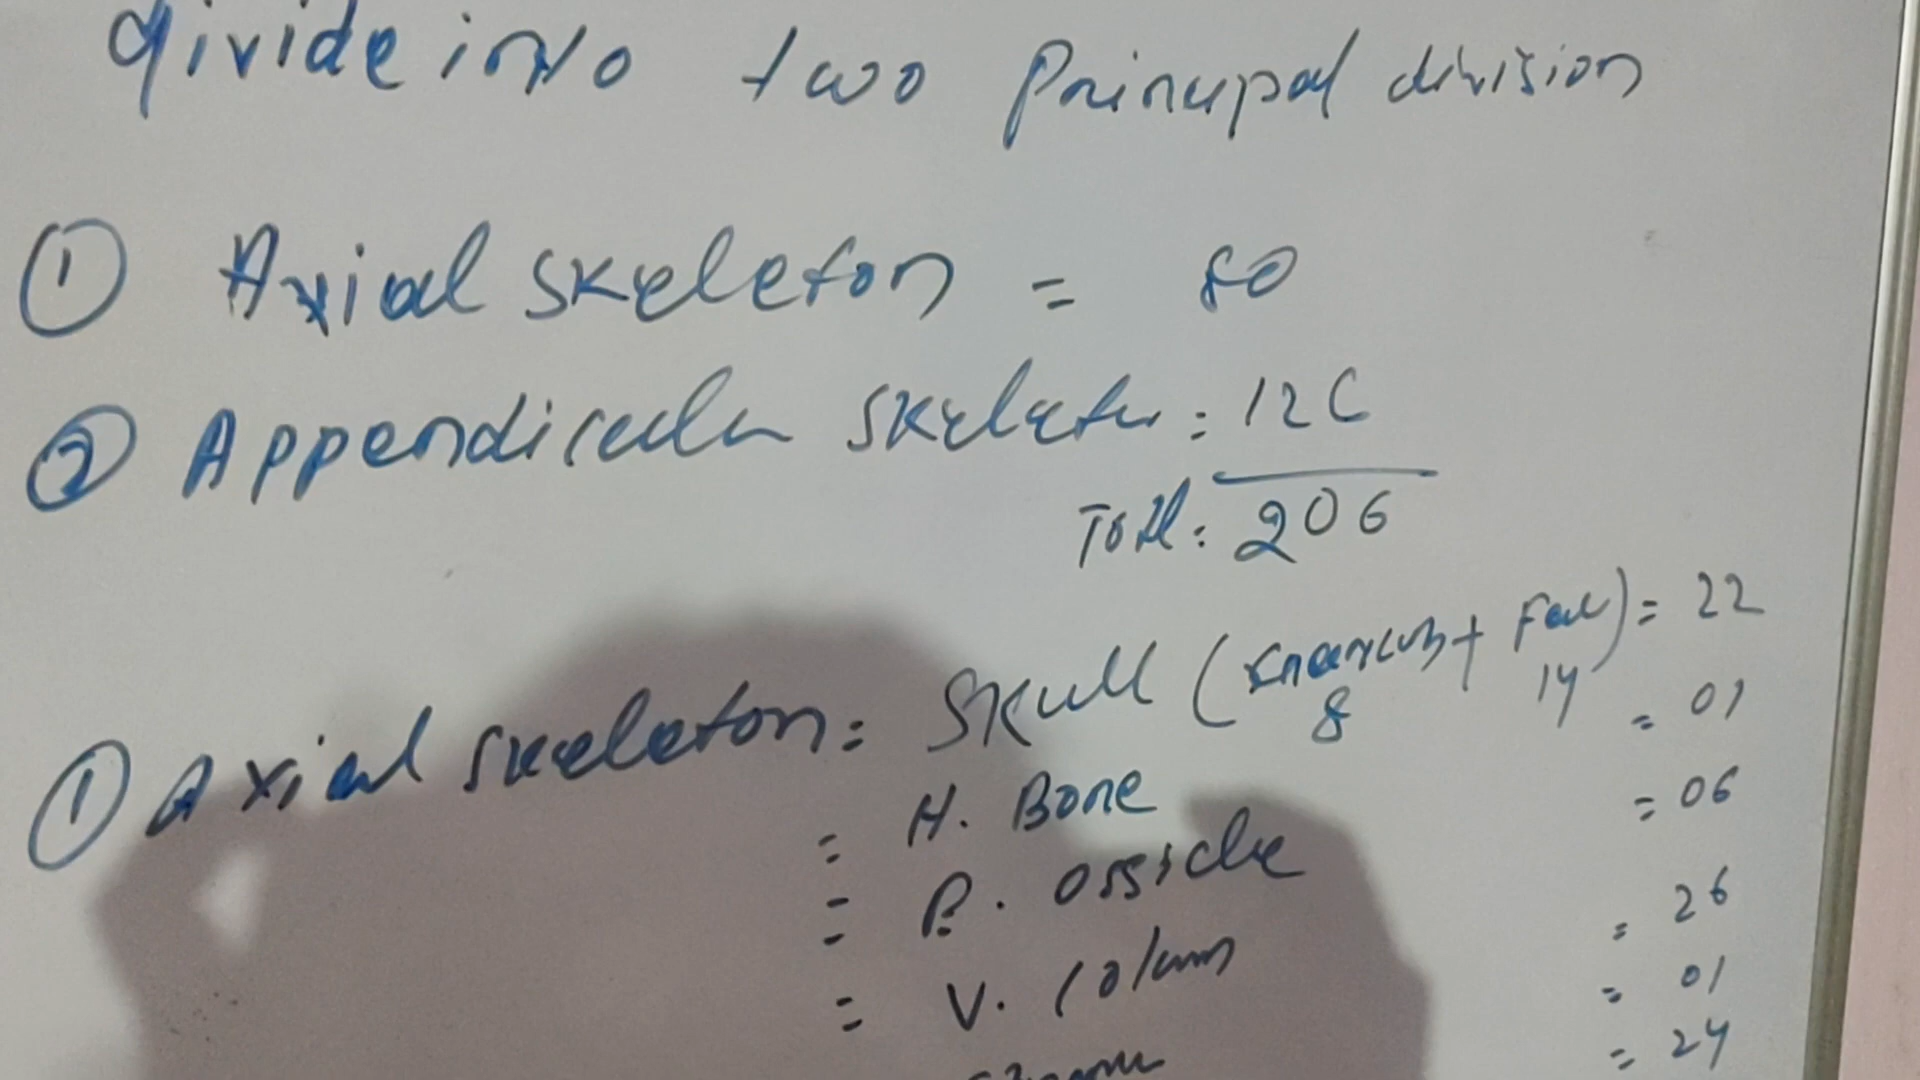 divide into two Principal division
① Axial skeleton = 80
② Appendicular skeleton : 126
Total : 206
① Axial skeleton : Skull (cranium + Face) = 22
8 14
= H. Bone = 01
= ossicle = 06
= V. Column = 26
= 01
= 24